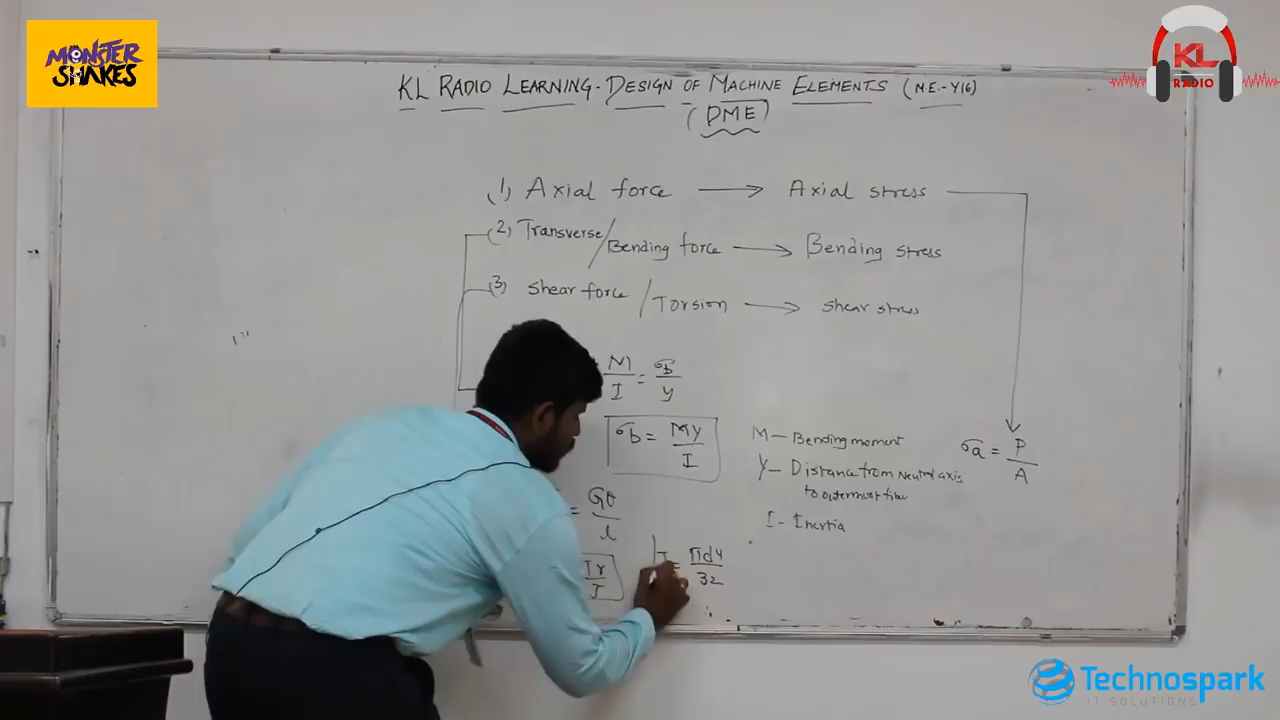 MONSTER
SHAKES
KL
RADIO
KL RADIO LEARNING - DESIGN OF MACHINE ELEMENTS (M.E.-Y16)
(DME)
(1) Axial force → Axial stress
(2) Transverse/Bending force → Bending stress
(3) Shear force / Torsion → shear stress
M/I = σb/y
σb = My/I
M - Bending moment
Y - Distance from Neutral axis
to outermost fibre
I - Inertia
σa = P/A
= Gθ/l
Tr/J
J = πd4/32
Technospark
IT SOLUTIONS